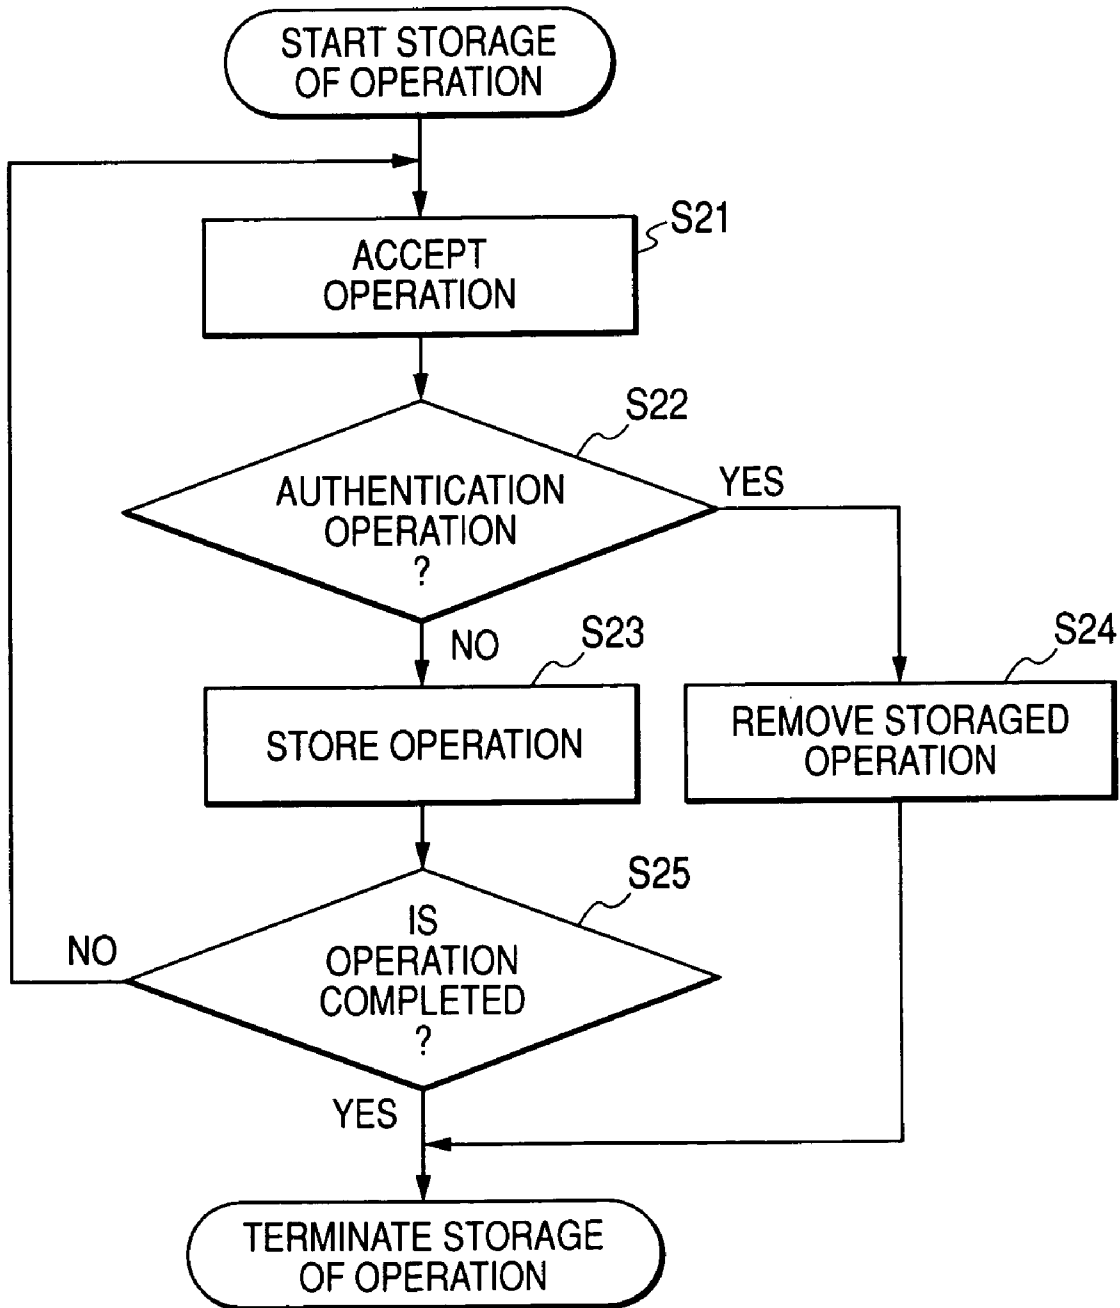 START STORAGE
OF OPERATION
S21
ACCEPT
OPERATION
S22
AUTHENTICATION
OPERATION
?
YES
NO
S23
STORE OPERATION
S24
REMOVE STORAGED
OPERATION
S25
IS
OPERATION
COMPLETED
?
NO
YES
TERMINATE STORAGE
OF OPERATION